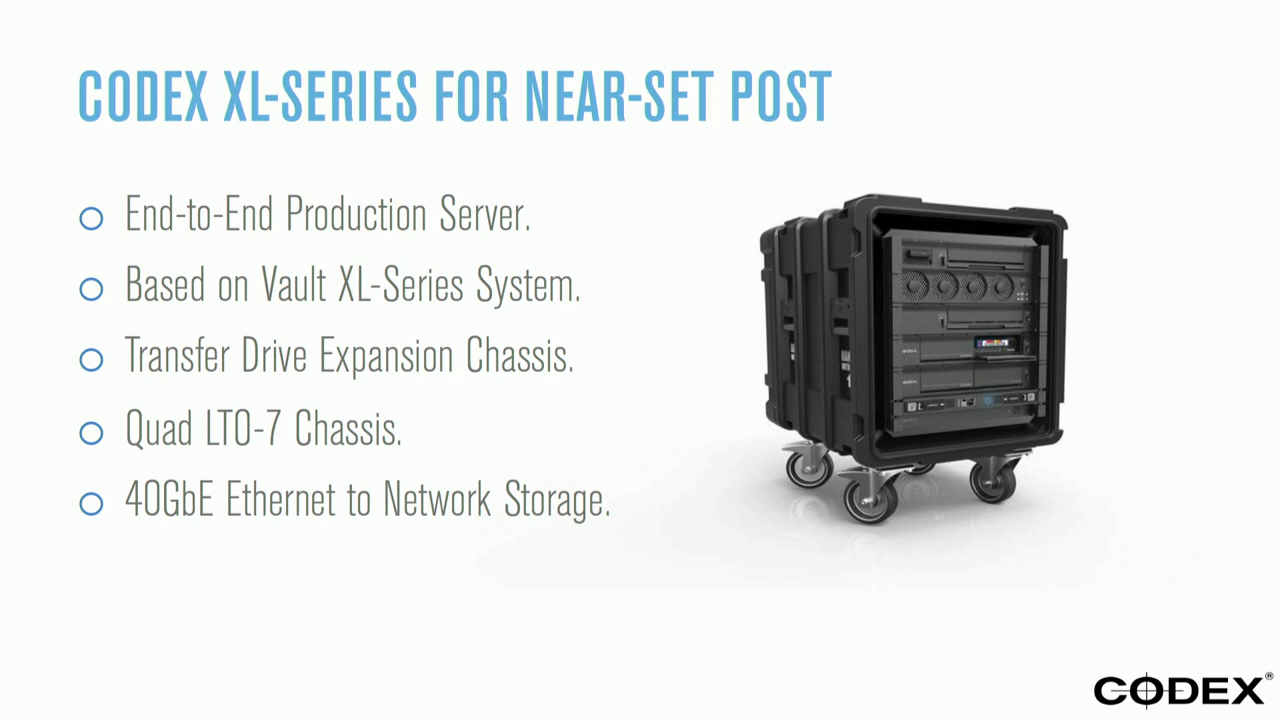 CODEX XL-SERIES FOR NEAR-SET POST
End-to-End Production Server.
Based on Vault XL-Series System.
Transfer Drive Expansion Chassis.
Quad LTO-7 Chassis.
40GbE Ethernet to Network Storage.
CODEX®